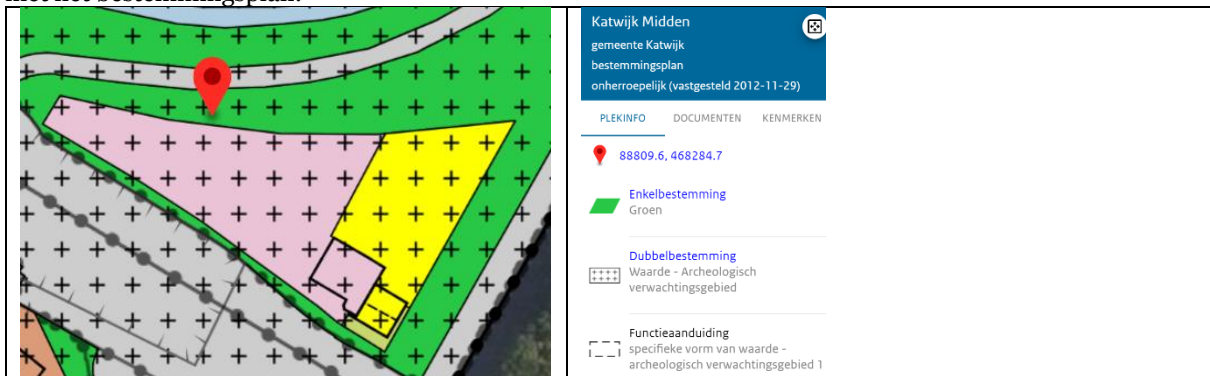 met het bestemmingsplan.
Katwijk Midden
gemeente Katwijk
bestemmingsplan
onherroepelijk (vastgesteld 2012-11-29)
PLEKINFO DOCUMENTEN KENMERKEN
88809.6, 468284.7
Enkelbestemming
Groen
Dubbelbestemming
Waarde - Archeologisch
verwachtingsgebied
Functieaanduiding
specifieke vorm van waarde -
archeologisch verwachtingsgebied 1